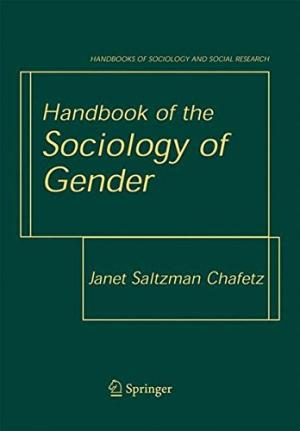 HANDBOOKS OF SOCIOLOGY AND SOCIAL RESEARCH
Handbook of the
Sociology of
Gender
Janet Saltzman Chafetz
Springer